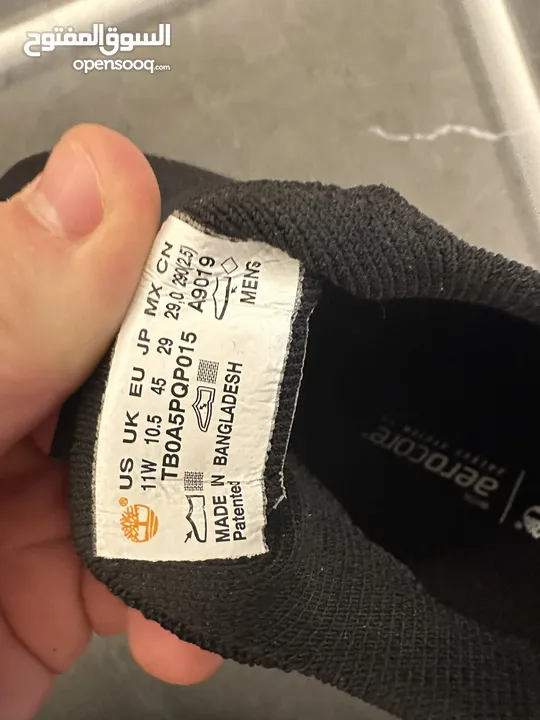 السوق المفتوح
opensooq.com
US UK EU JP MX CN
11W 10.5 45 29 29,0 290(2.5)
TB0A5PQP015 A9019
MENS
MADE IN BANGLADESH
Patented
®
aerocore